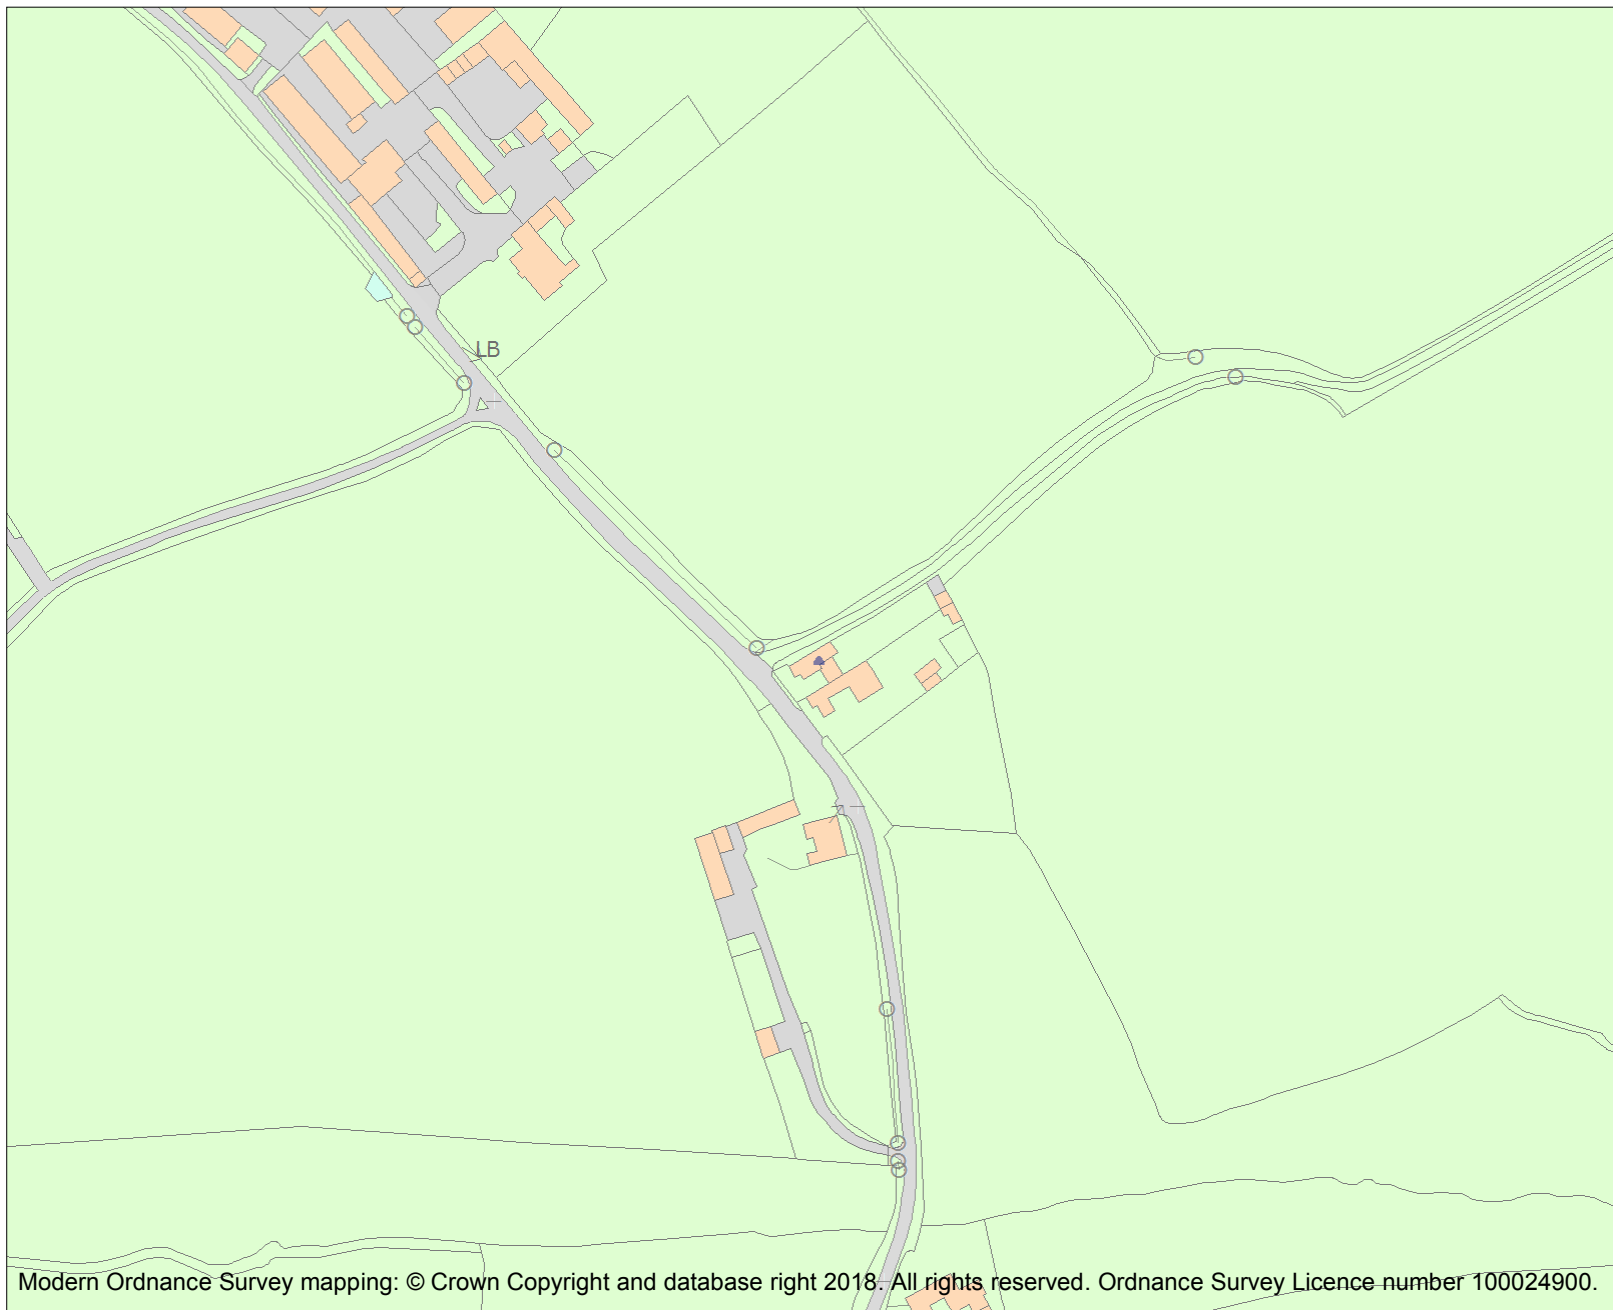 LB
Modern Ordnance Survey mapping: © Crown Copyright and database right 2018. All rights reserved. Ordnance Survey Licence number 100024900.